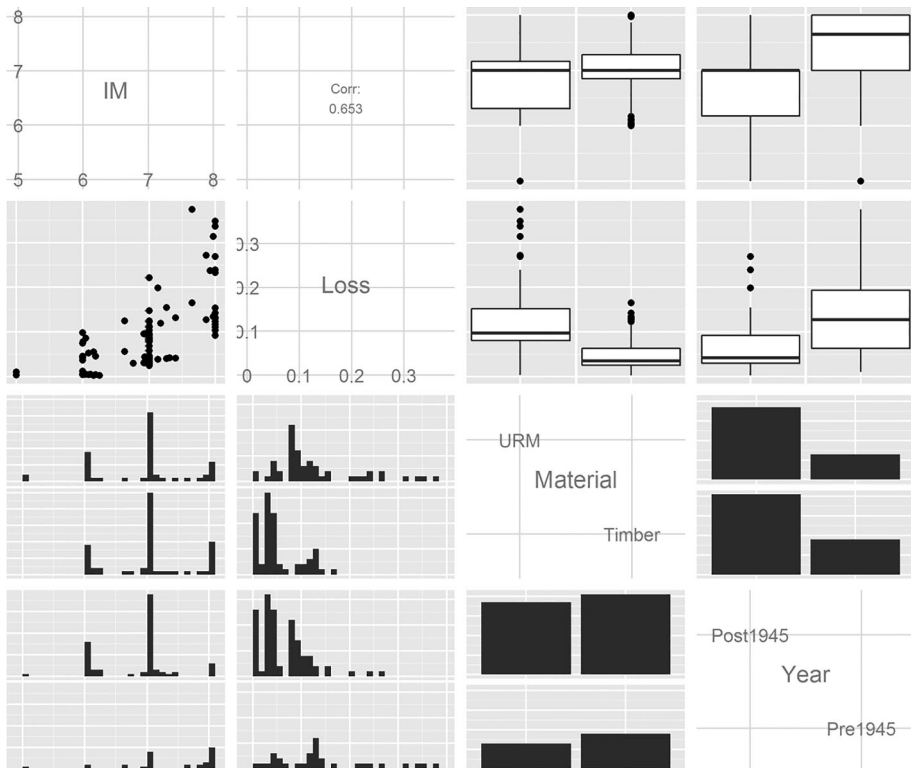 8
7
6
5
IM
5 6 7 8
Corr:
0.653
0.3
0.2
0.1
Loss
0 0.1 0.2 0.3
URM
Material
Timber
Post1945
Year
Pre1945